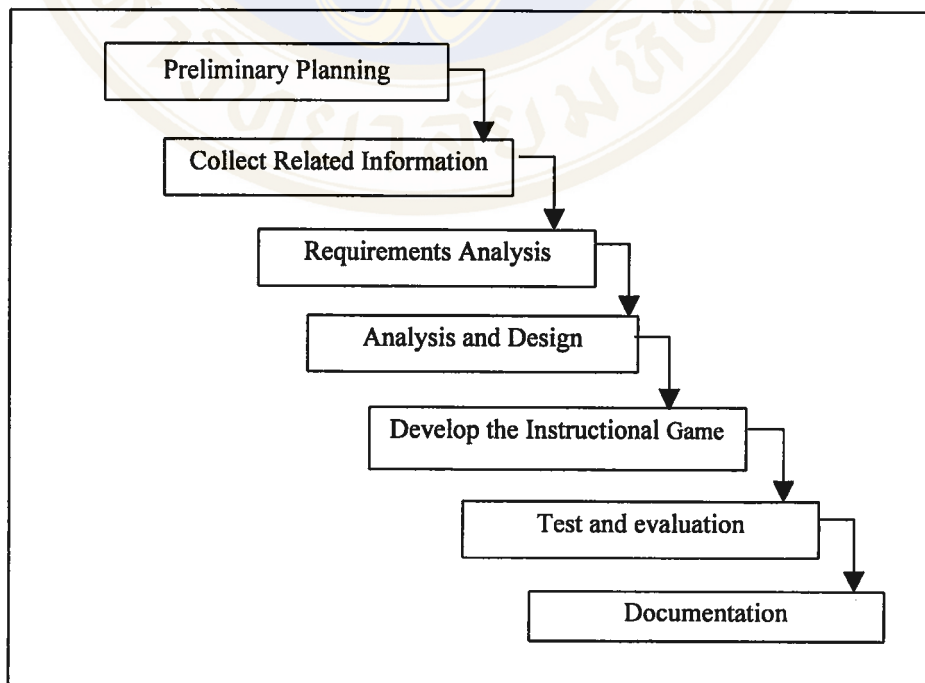 Preliminary Planning
Collect Related Information
Requirements Analysis
Analysis and Design
Develop the Instructional Game
Test and evaluation
Documentation